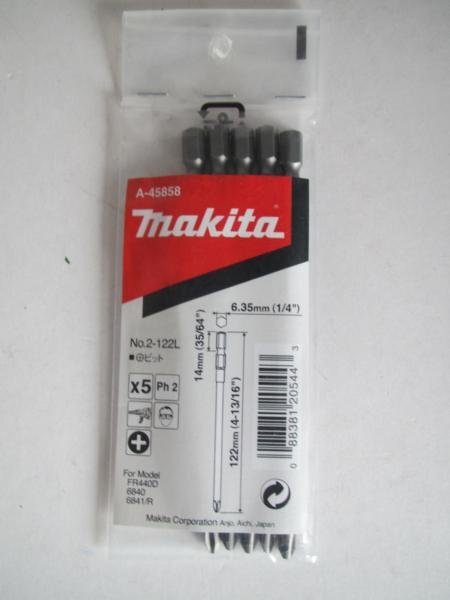 A-45858
makita
6.35mm (1/4")
14mm (35/64")
No.2-122L
■⊕ビット
x5
Ph 2
122mm (4-13/16")
For Model
FR440D
6840
6841/R
0 88381 20544 3
Makita Corporation Anjo, Aichi, Japan